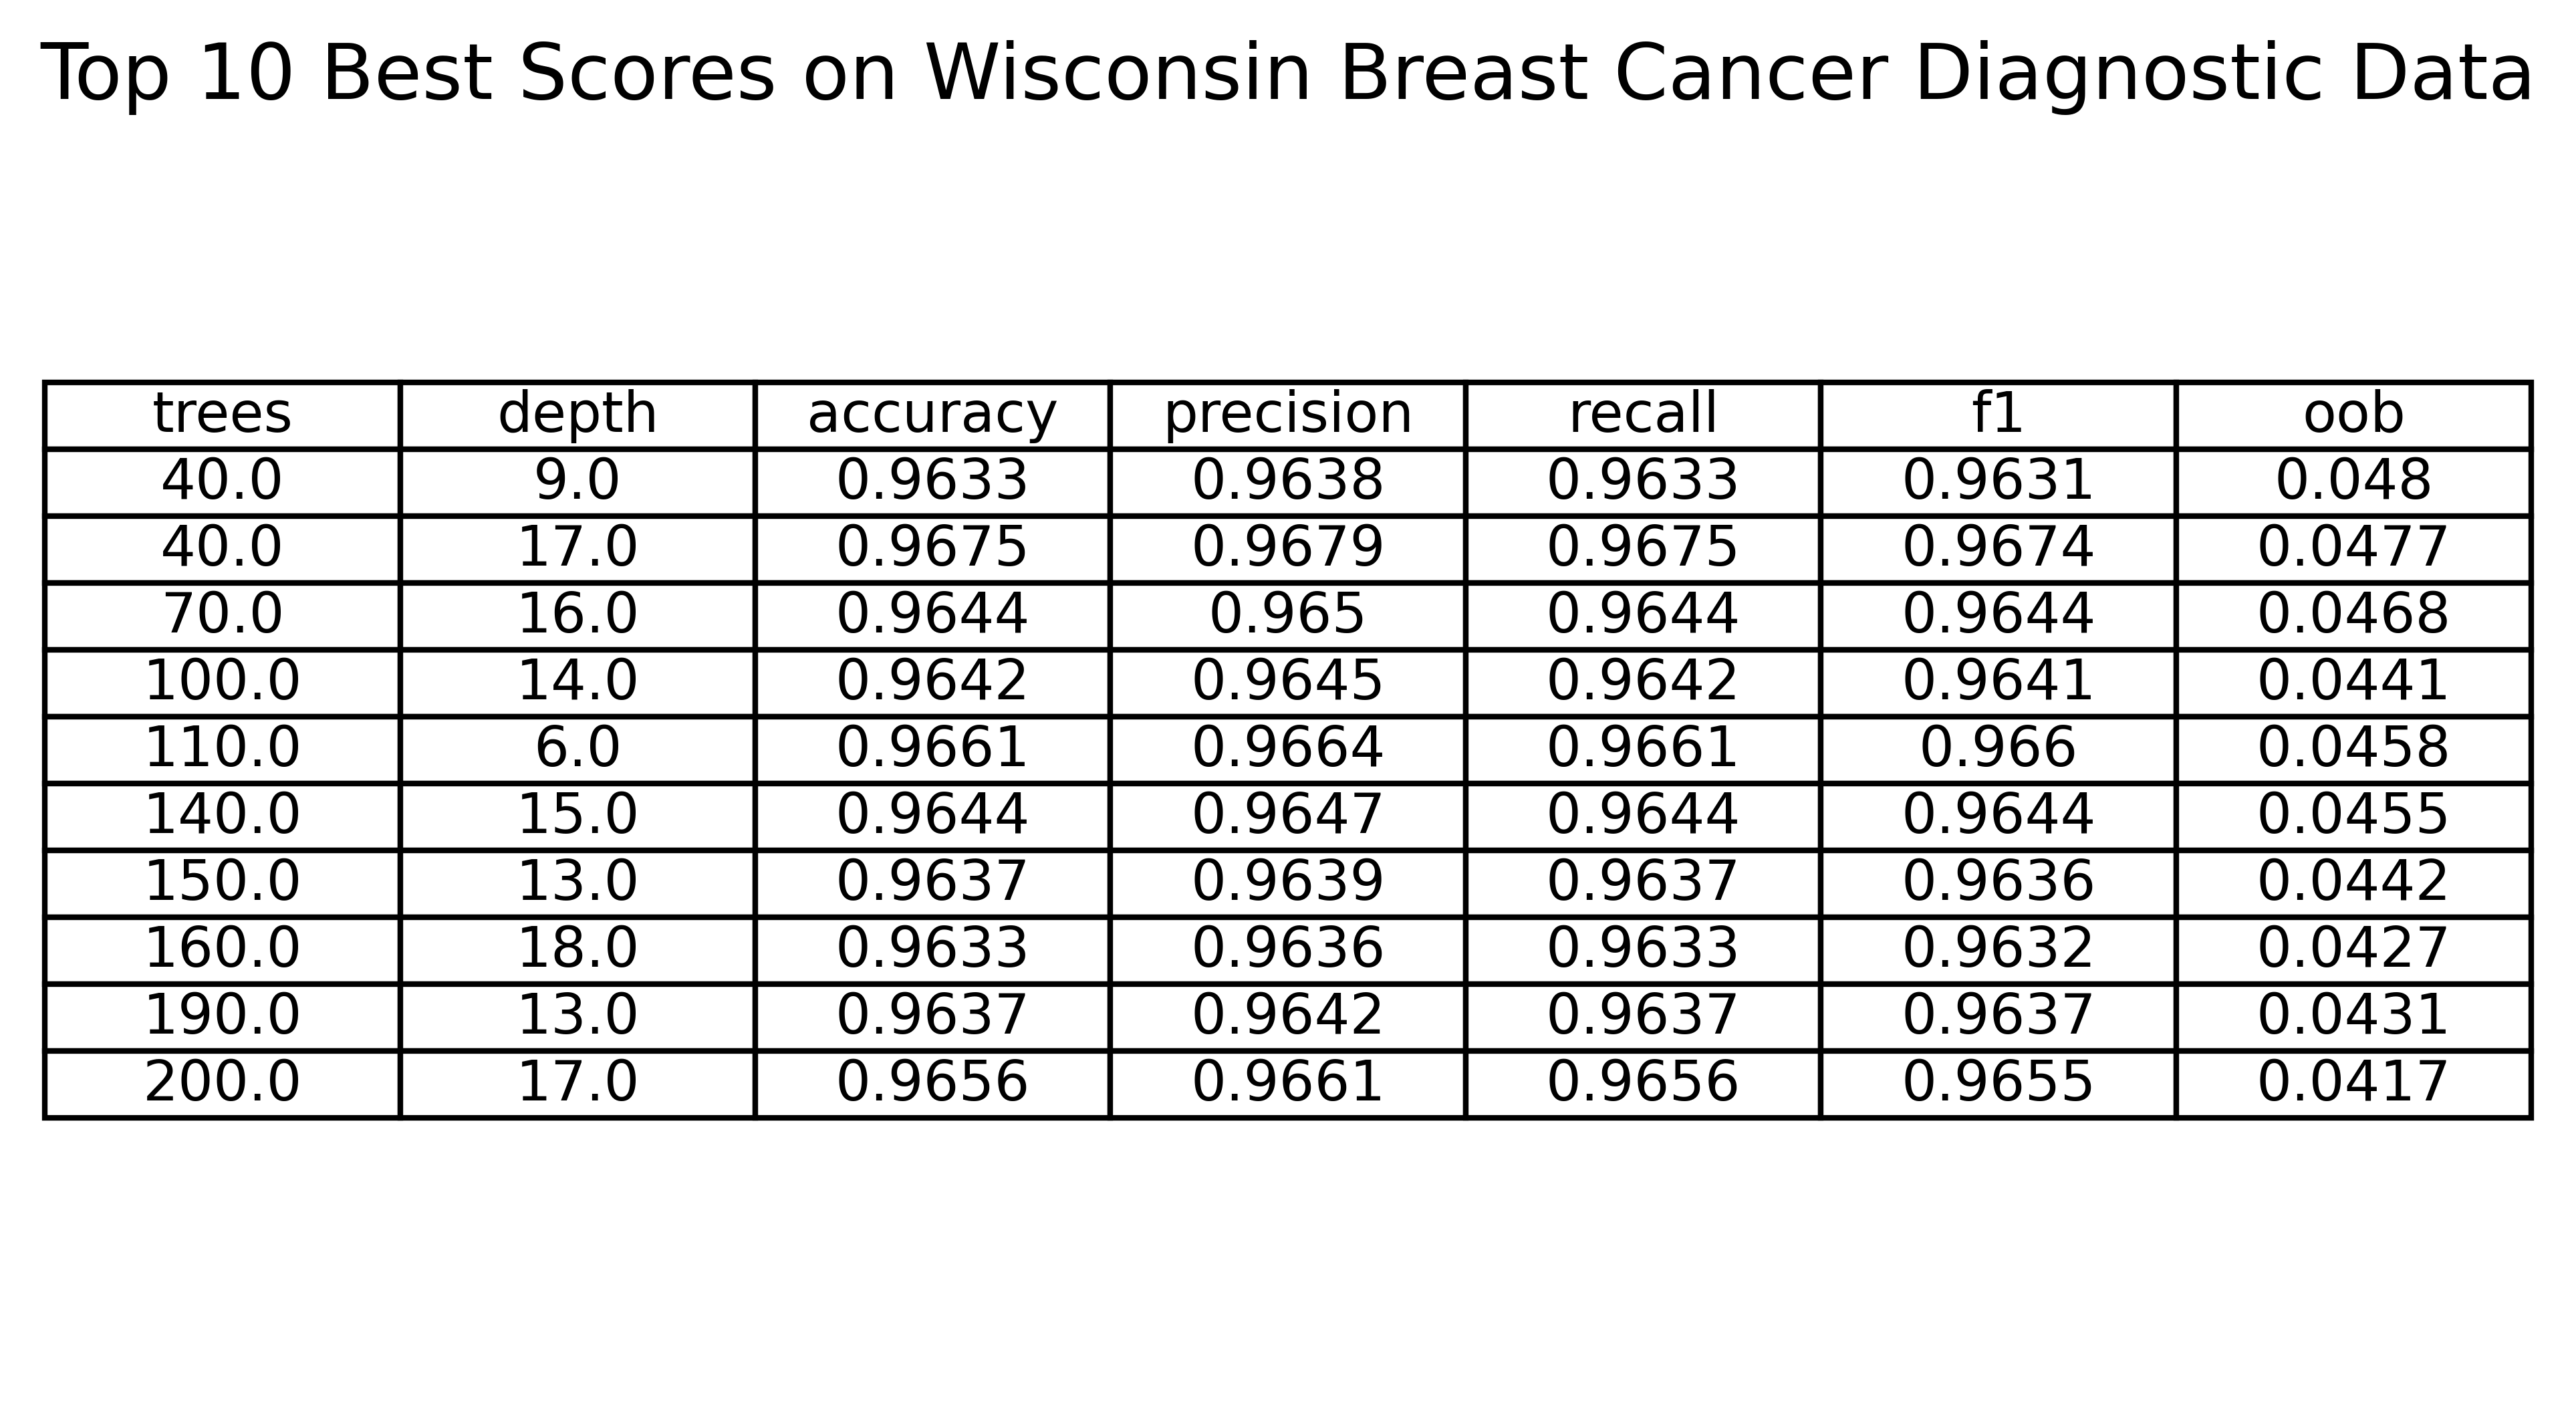 Top 10 Best Scores on Wisconsin Breast Cancer Diagnostic Data
trees depth accuracy precision recall f1 oob
40.0 9.0 0.9633 0.9638 0.9633 0.9631 0.048
40.0 17.0 0.9675 0.9679 0.9675 0.9674 0.0477
70.0 16.0 0.9644 0.965 0.9644 0.9644 0.0468
100.0 14.0 0.9642 0.9645 0.9642 0.9641 0.0441
110.0 6.0 0.9661 0.9664 0.9661 0.966 0.0458
140.0 15.0 0.9644 0.9647 0.9644 0.9644 0.0455
150.0 13.0 0.9637 0.9639 0.9637 0.9636 0.0442
160.0 18.0 0.9633 0.9636 0.9633 0.9632 0.0427
190.0 13.0 0.9637 0.9642 0.9637 0.9637 0.0431
200.0 17.0 0.9656 0.9661 0.9656 0.9655 0.0417